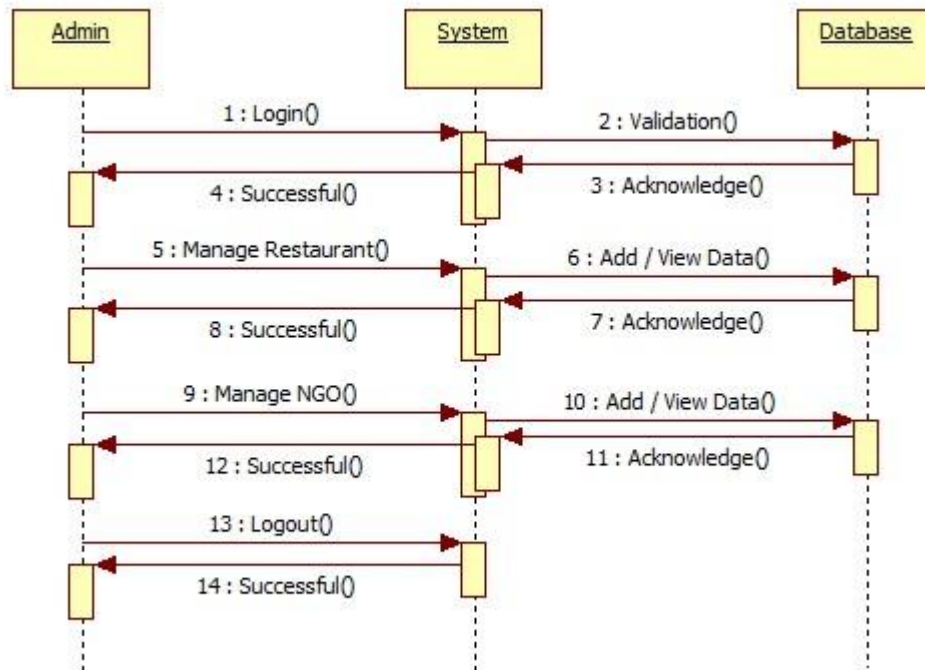 Admin
System
Database
1 : Login()
2 : Validation()
3 : Acknowledge()
4 : Successful()
5 : Manage Restaurant()
6 : Add / View Data()
7 : Acknowledge()
8 : Successful()
9 : Manage NGO()
10 : Add / View Data()
11 : Acknowledge()
12 : Successful()
13 : Logout()
14 : Successful()